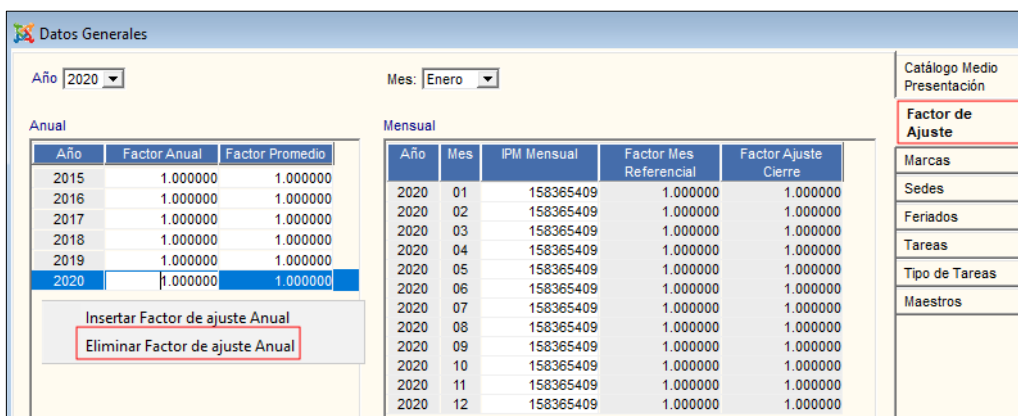 Datos Generales
Año 2020
Mes: Enero
Anual
Año Factor Anual Factor Promedio
2015 1.000000 1.000000
2016 1.000000 1.000000
2017 1.000000 1.000000
2018 1.000000 1.000000
2019 1.000000 1.000000
2020 1.000000 1.000000
Insertar Factor de ajuste Anual
Eliminar Factor de ajuste Anual
Mensual
Año Mes IPM Mensual Factor Mes Referencial Factor Ajuste Cierre
2020 01 158365409 1.000000 1.000000
2020 02 158365409 1.000000 1.000000
2020 03 158365409 1.000000 1.000000
2020 04 158365409 1.000000 1.000000
2020 05 158365409 1.000000 1.000000
2020 06 158365409 1.000000 1.000000
2020 07 158365409 1.000000 1.000000
2020 08 158365409 1.000000 1.000000
2020 09 158365409 1.000000 1.000000
2020 10 158365409 1.000000 1.000000
2020 11 158365409 1.000000 1.000000
2020 12 158365409 1.000000 1.000000
Catálogo Medio
Presentación
Factor de
Ajuste
Marcas
Sedes
Feriados
Tareas
Tipo de Tareas
Maestros